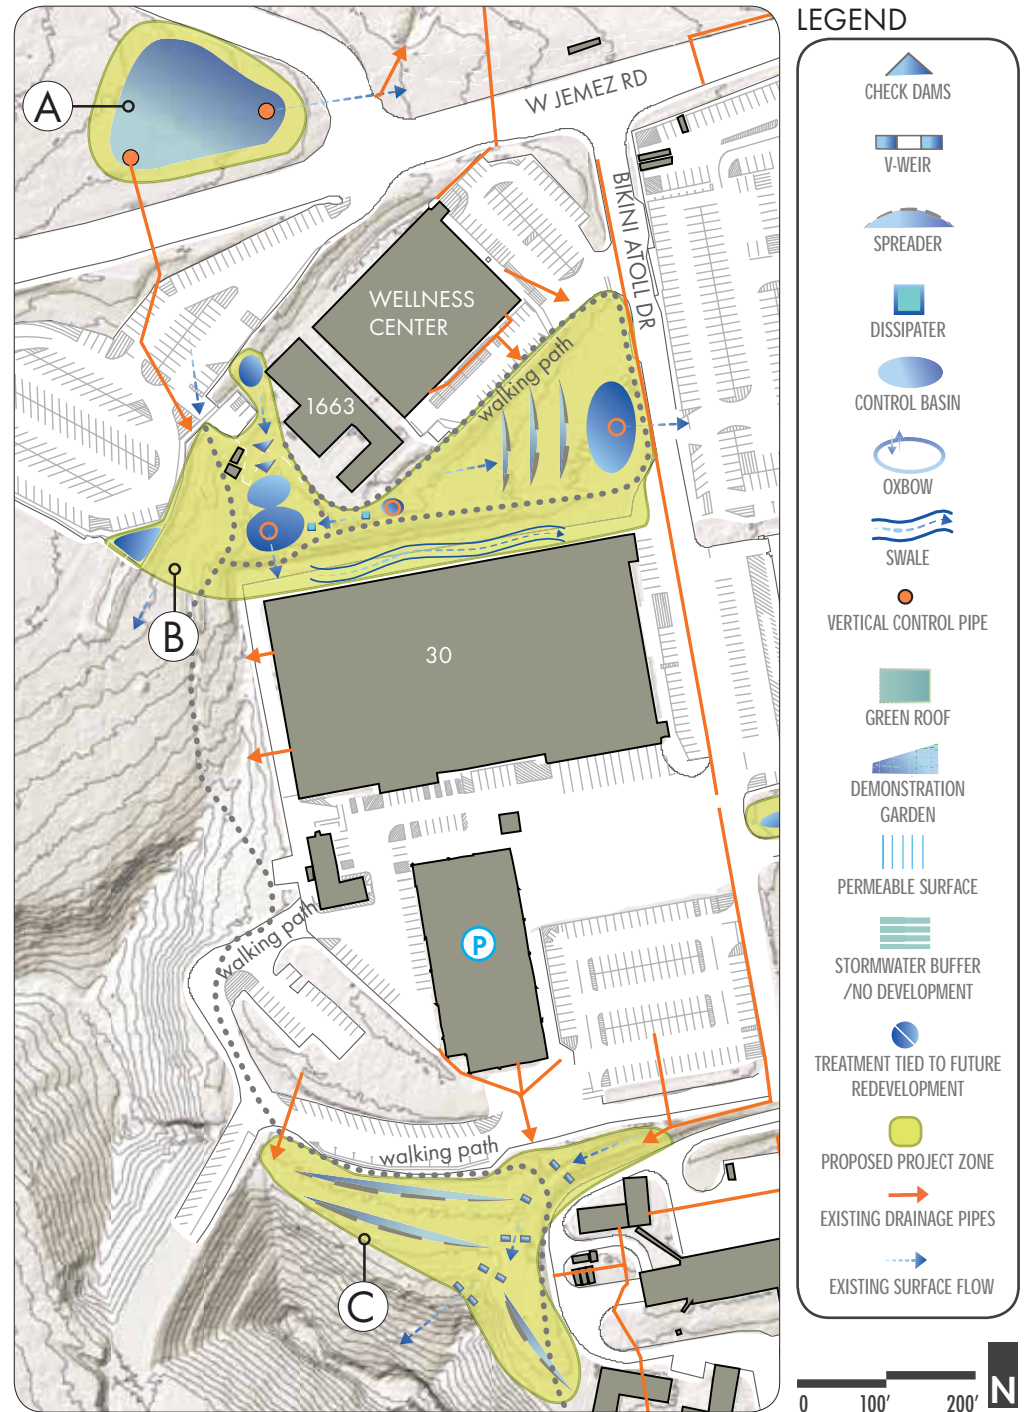 LEGEND
A
W JEMEZ RD
BIKINI ATOLL DR
WELLNESS
CENTER
1663
walking path
B
30
walking path
P
walking path
C
CHECK DAMS
V-WEIR
SPREADER
DISSIPATER
CONTROL BASIN
OXBOW
SWALE
VERTICAL CONTROL PIPE
GREEN ROOF
DEMONSTRATION
GARDEN
PERMEABLE SURFACE
STORMWATER BUFFER
/NO DEVELOPMENT
TREATMENT TIED TO FUTURE
REDEVELOPMENT
PROPOSED PROJECT ZONE
EXISTING DRAINAGE PIPES
EXISTING SURFACE FLOW
0 100' 200'
N